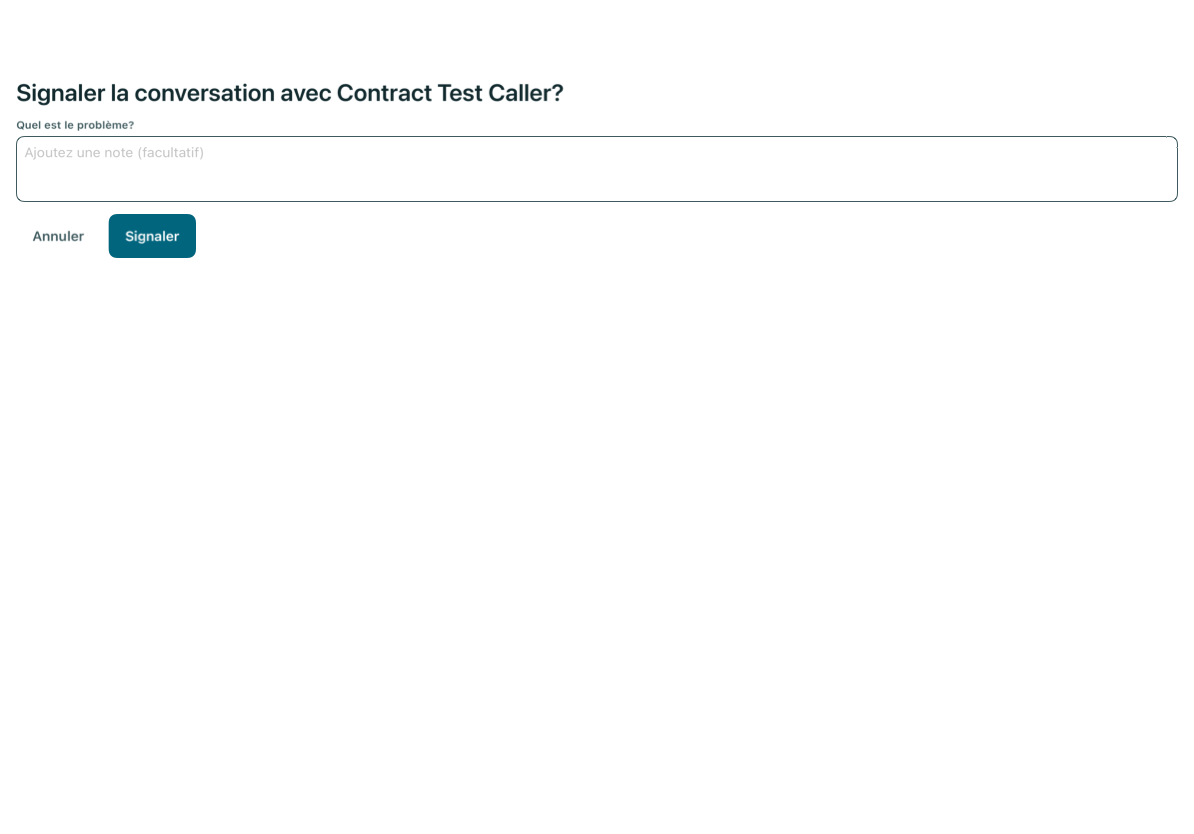 Signaler la conversation avec Contract Test Caller?
Quel est le problème?
Ajoutez une note (facultatif)
Annuler
Signaler